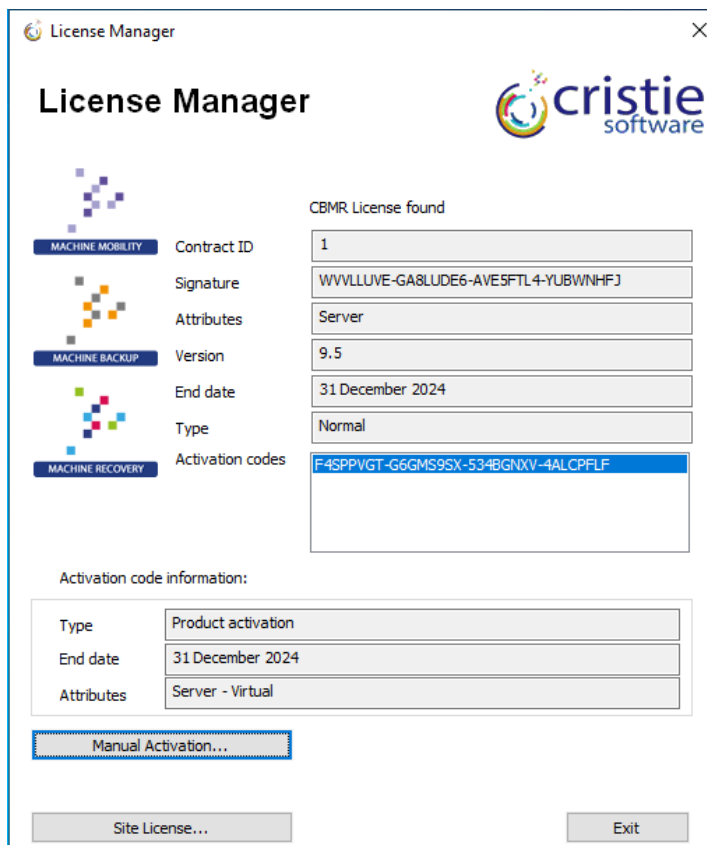 License Manager
License Manager
cristie
software
CBMR License found
MACHINE MOBILITY
Contract ID
1
Signature
WVVLLUVE-GA8LUDE6-AVE5FTL4-YUBWNHFJ
Attributes
Server
MACHINE BACKUP
Version
9.5
End date
31 December 2024
Type
Normal
MACHINE RECOVERY
Activation codes
F4SPPVGT-G6GMS9SX-534BGNXV-4ALCPFLF
Activation code information:
Type
Product activation
End date
31 December 2024
Attributes
Server - Virtual
Manual Activation...
Site License...
Exit